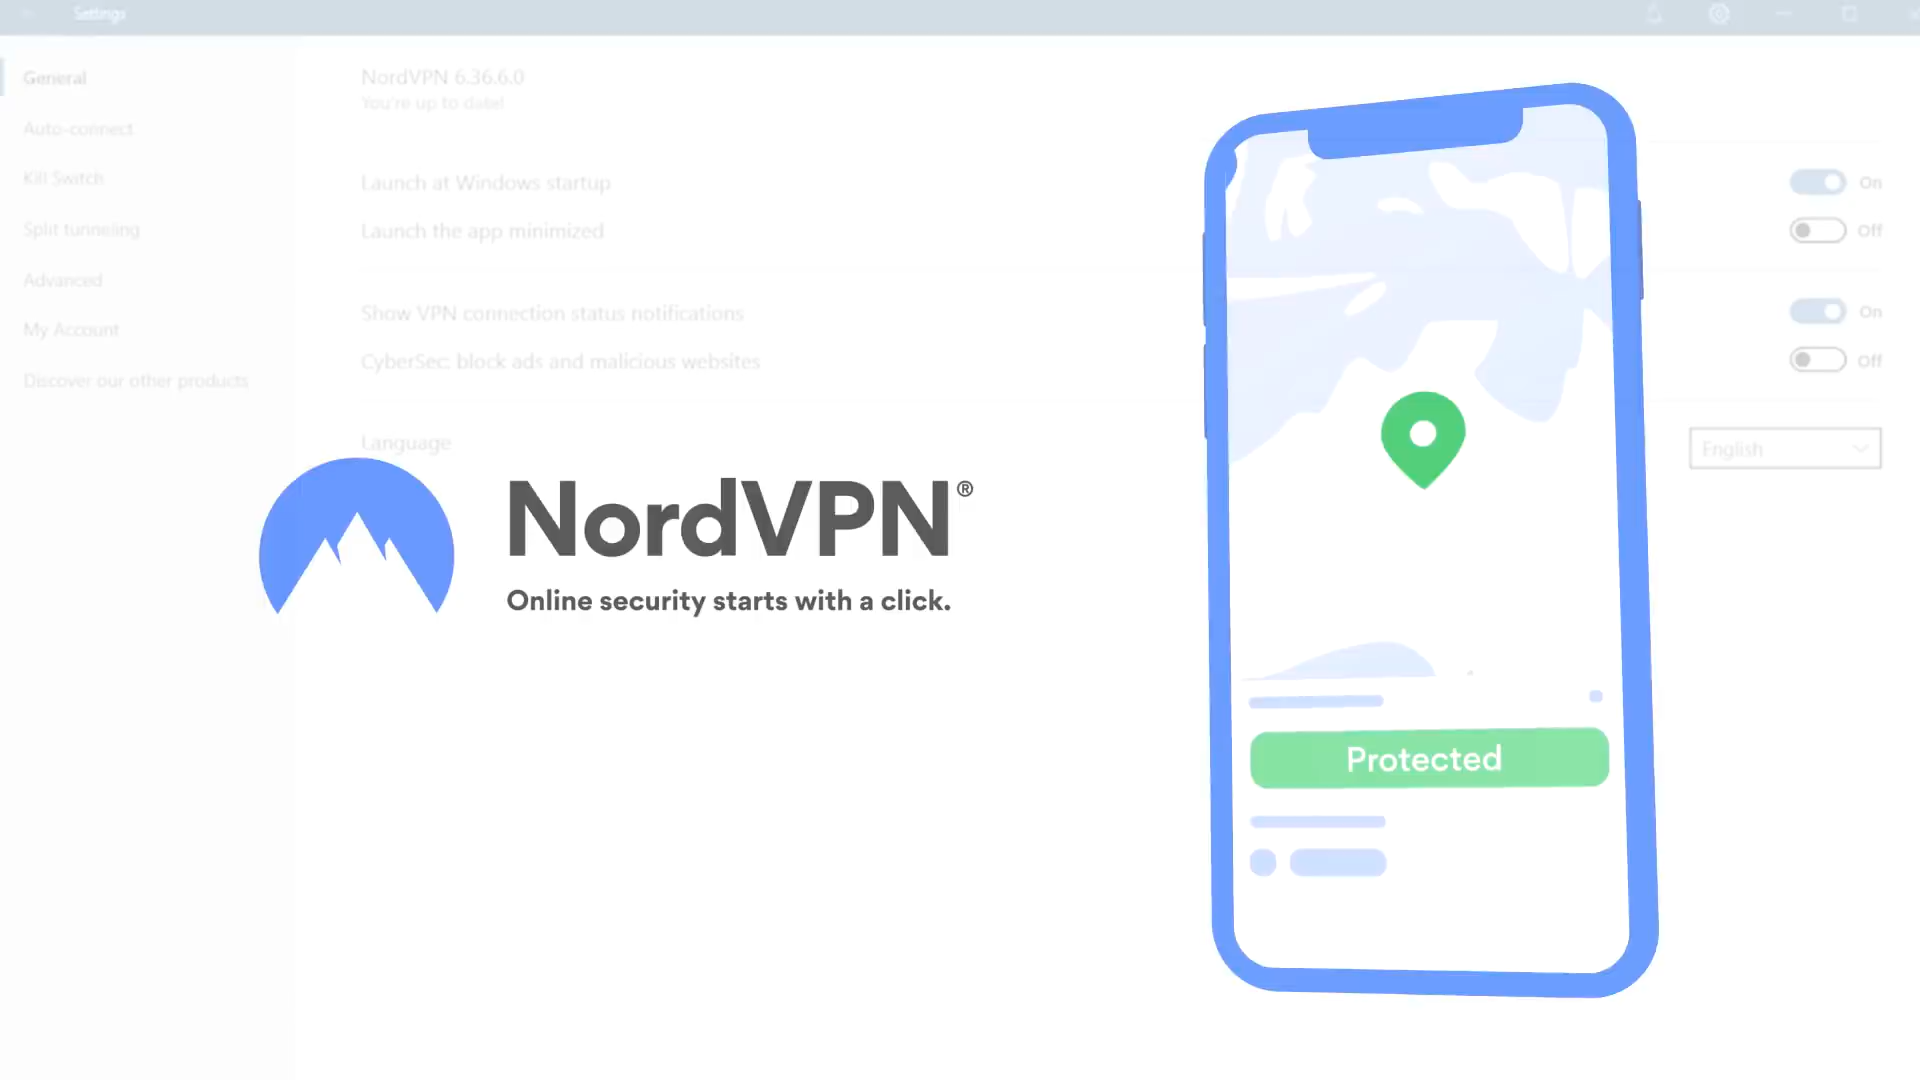 Settings
General
Auto-connect
Kill Switch
Split tunneling
Advanced
My Account
Discover our other products
NordVPN 6.36.6.0
You're up to date!
Launch at Windows startup
On
Launch the app minimized
Off
Show VPN connection status notifications
On
CyberSec: block ads and malicious websites
Off
Language
English
NordVPN®
Online security starts with a click.
Protected